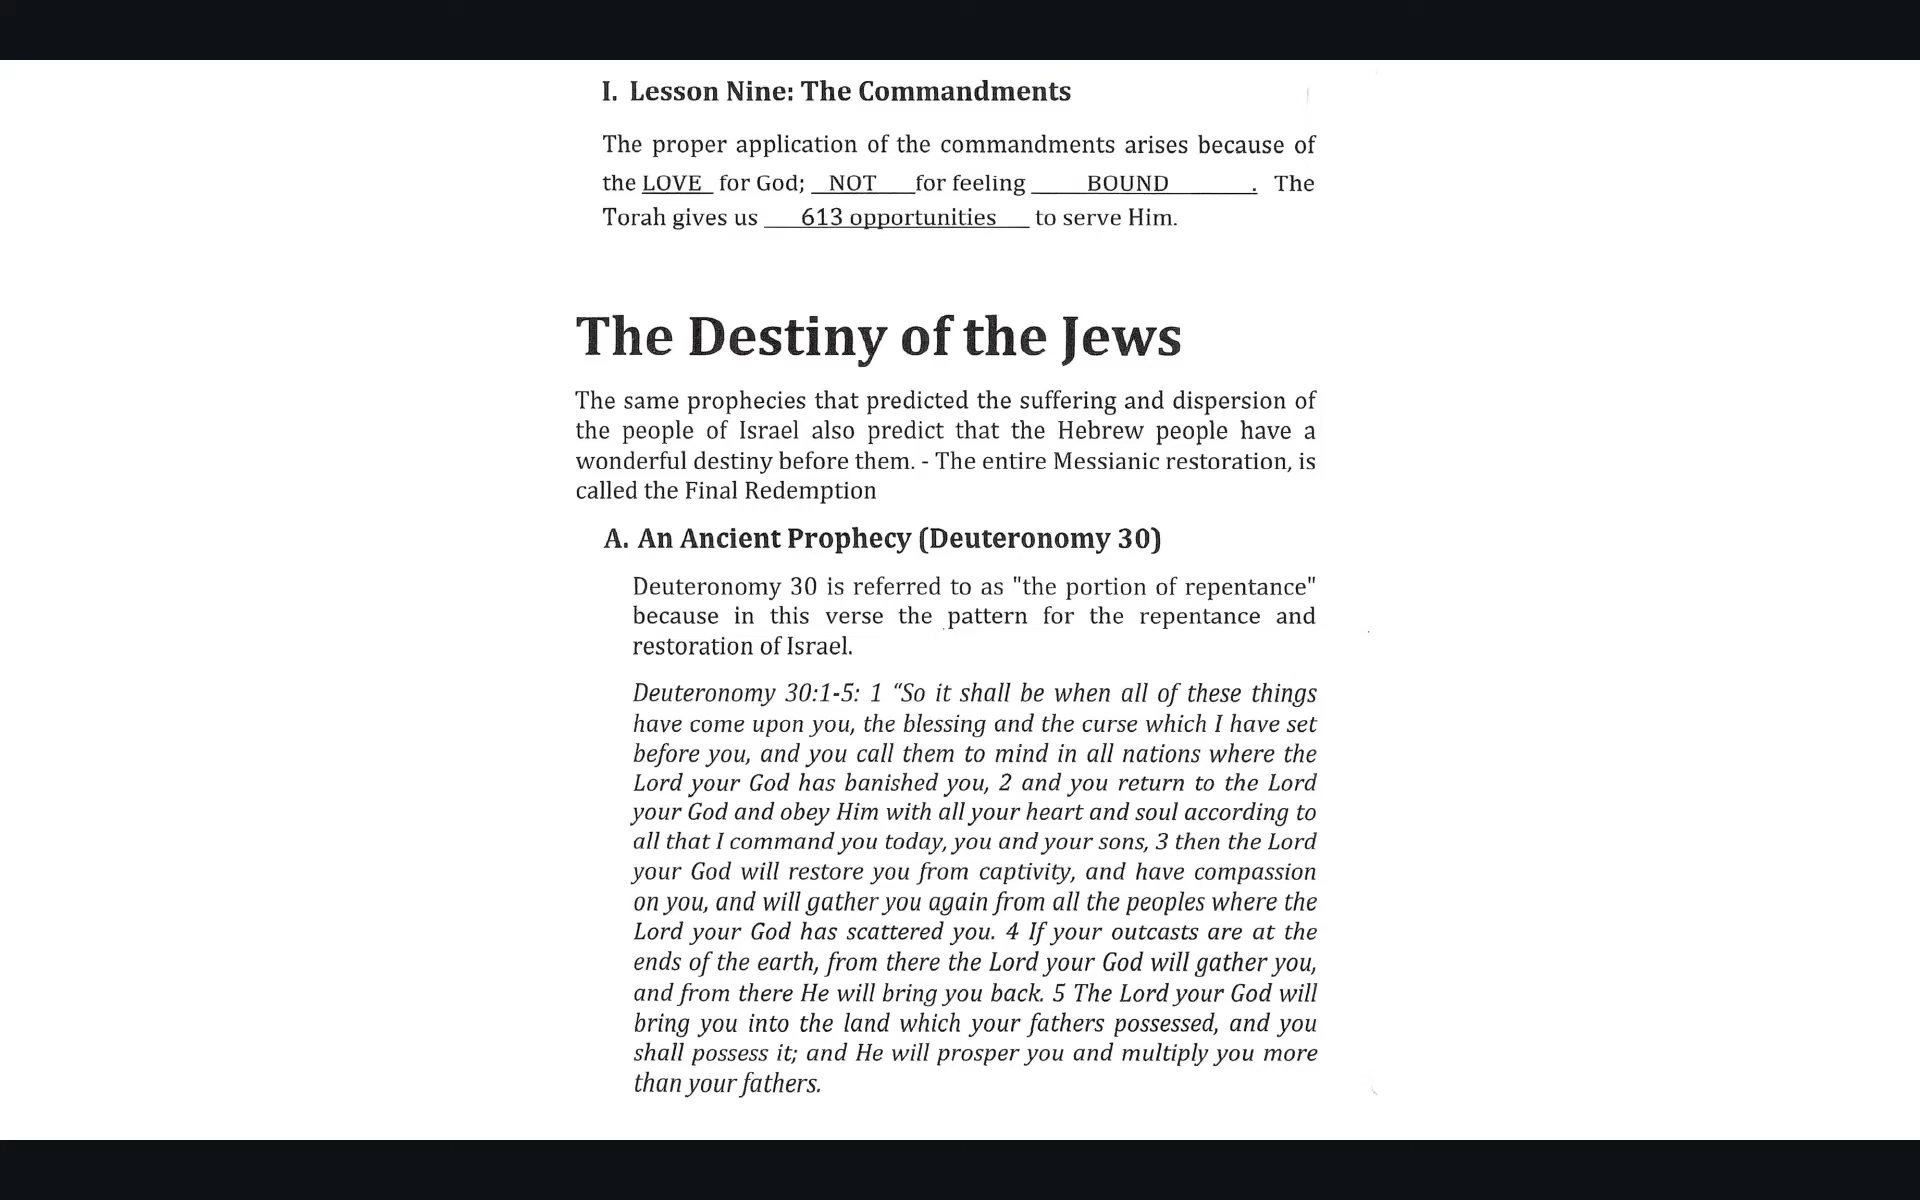 I. Lesson Nine: The Commandments
The proper application of the commandments arises because of
the LOVE for God; NOT for feeling BOUND . The
Torah gives us 613 opportunities to serve Him.
The Destiny of the Jews
The same prophecies that predicted the suffering and dispersion of
the people of Israel also predict that the Hebrew people have a
wonderful destiny before them. - The entire Messianic restoration, is
called the Final Redemption
A. An Ancient Prophecy (Deuteronomy 30)
Deuteronomy 30 is referred to as "the portion of repentance"
because in this verse the pattern for the repentance and
restoration of Israel.
Deuteronomy 30:1-5: 1 “So it shall be when all of these things
have come upon you, the blessing and the curse which I have set
before you, and you call them to mind in all nations where the
Lord your God has banished you, 2 and you return to the Lord
your God and obey Him with all your heart and soul according to
all that I command you today, you and your sons, 3 then the Lord
your God will restore you from captivity, and have compassion
on you, and will gather you again from all the peoples where the
Lord your God has scattered you. 4 If your outcasts are at the
ends of the earth, from there the Lord your God will gather you,
and from there He will bring you back. 5 The Lord your God will
bring you into the land which your fathers possessed, and you
shall possess it; and He will prosper you and multiply you more
than your fathers.